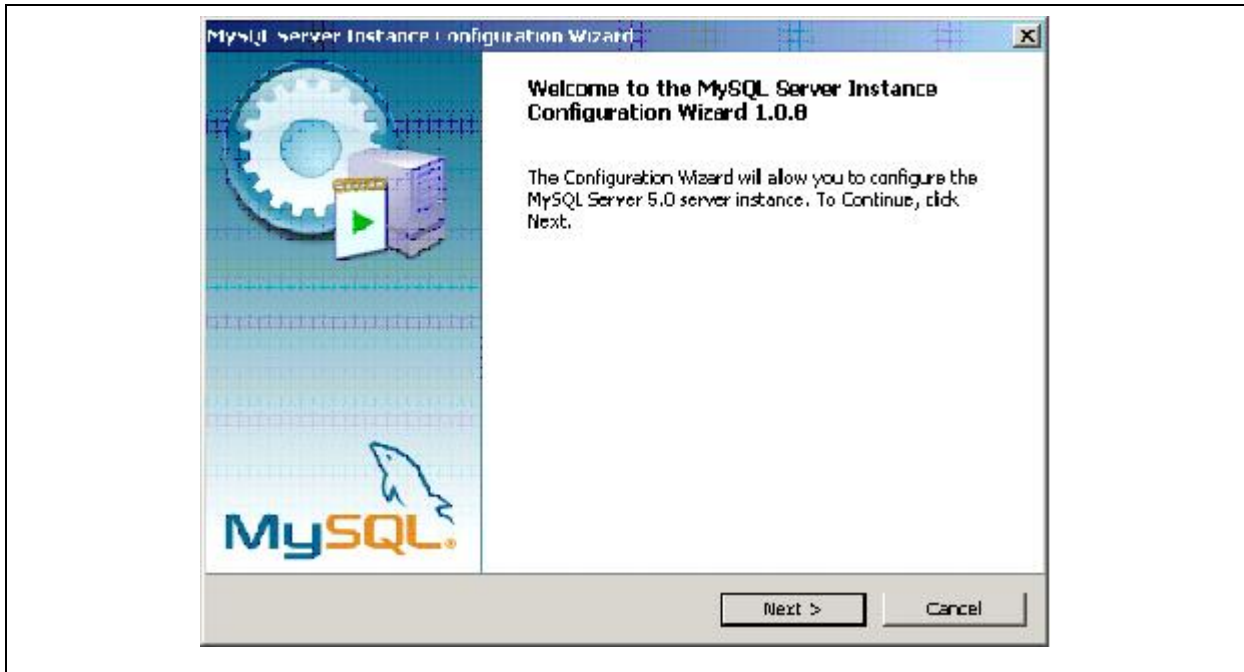 MySQL Server Instance Configuration Wizard
Welcome to the MySQL Server Instance
Configuration Wizard 1.0.8
The Configuration Wizard will allow you to configure the
MySQL Server 5.0 server instance. To Continue, click
Next.
MySQL®
Next >
Cancel